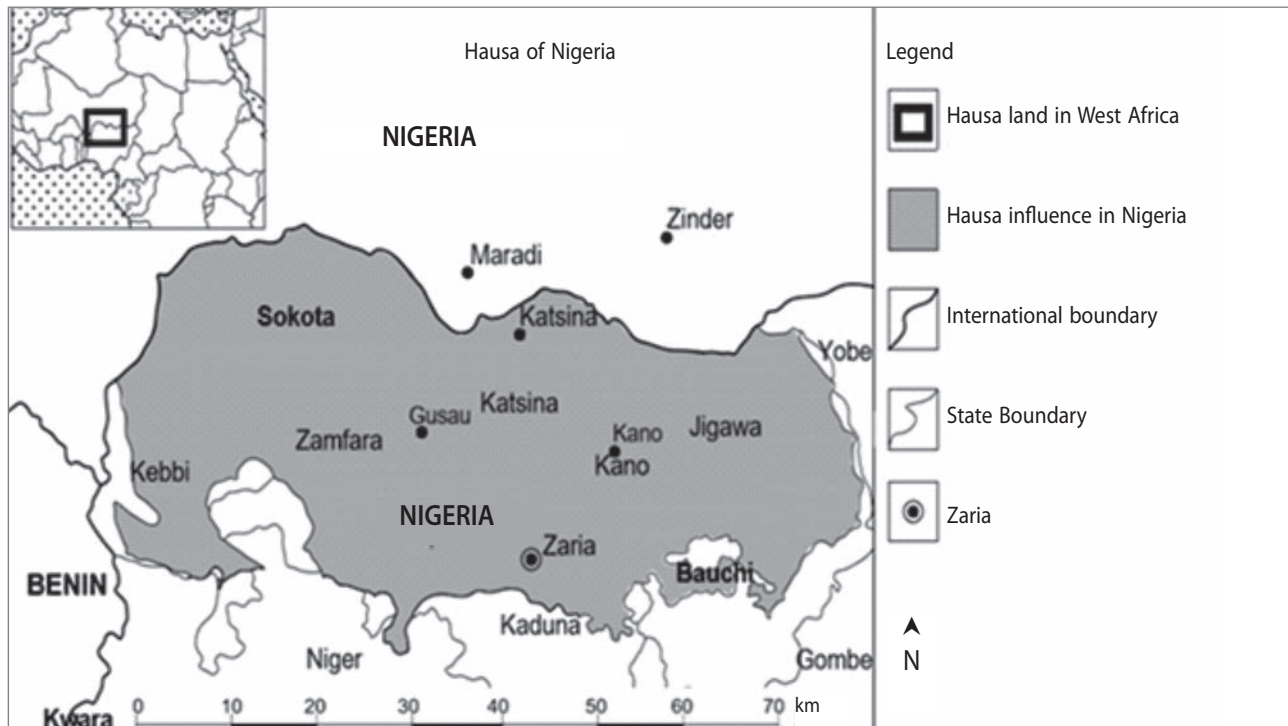 Hausa of Nigeria
NIGERIA
Zinder
Maradi
Sokota
Katsina
Yobe
Katsina
Gusau
Zamfara
Kano
Kano
Jigawa
Kebbi
NIGERIA
Zaria
Bauchi
BENIN
Kaduna
Niger
Gombe
Kwara
0 10 20 30 40 50 60 70 km
Legend
Hausa land in West Africa
Hausa influence in Nigeria
International boundary
State Boundary
Zaria
N